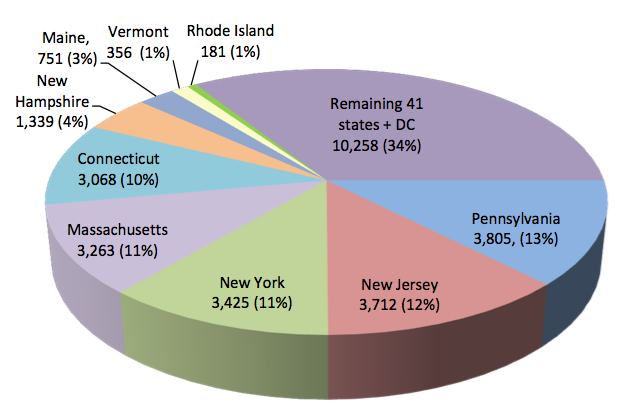 Maine,
751 (3%)
Vermont
356 (1%)
Rhode Island
181 (1%)
New
Hampshire
1,339 (4%)
Remaining 41
states + DC
10,258 (34%)
Connecticut
3,068 (10%)
Massachusetts
3,263 (11%)
Pennsylvania
3,805, (13%)
New York
3,425 (11%)
New Jersey
3,712 (12%)